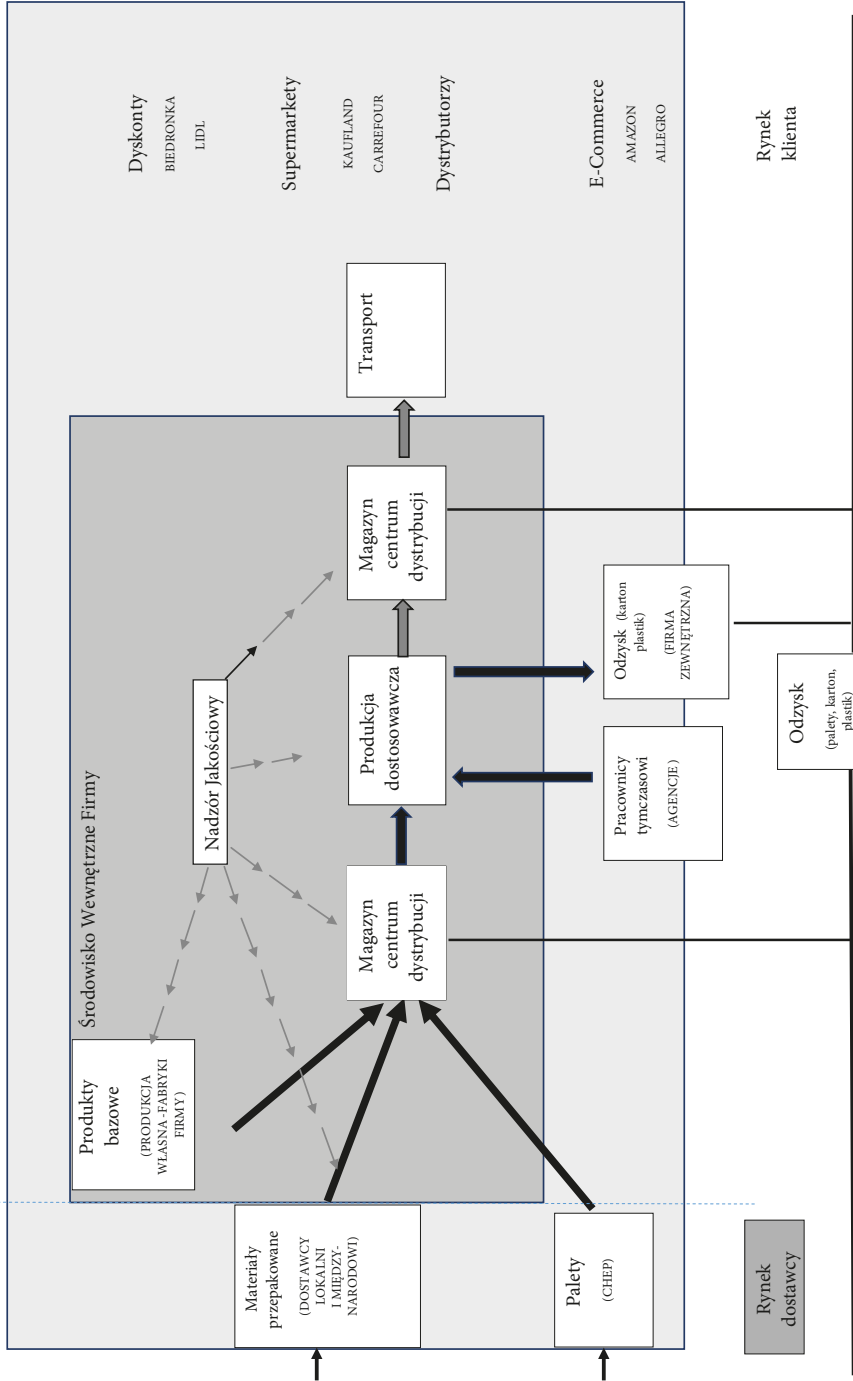 Środowisko Wewnętrzne Firmy
Produkty
bazowe
(PRODUKCJA
WŁASNA-FABRYKI
FIRMY)
Nadzór Jakościowy
Materiały
przepakowane
(DOSTAWCY
LOKALNI
I MIĘDZY-
NARODOWI)
Magazyn
centrum
dystrybucji
Produkcja
dostosowawcza
Magazyn
centrum
dystrybucji
Transport
Palety
(CHEP)
Pracownicy
tymczasowi
(AGENCJE)
Odzysk (karton
plastik)
(FIRMA
ZEWNĘTRZNA)
Odzysk
(palety, karton,
plastik)
Dyskonty
BIEDRONKA
LIDL
Supermarkety
KAUFLAND
CARREFOUR
Dystrybutorzy
E-Commerce
AMAZON
ALLEGRO
Rynek
dostawcy
Rynek
klienta